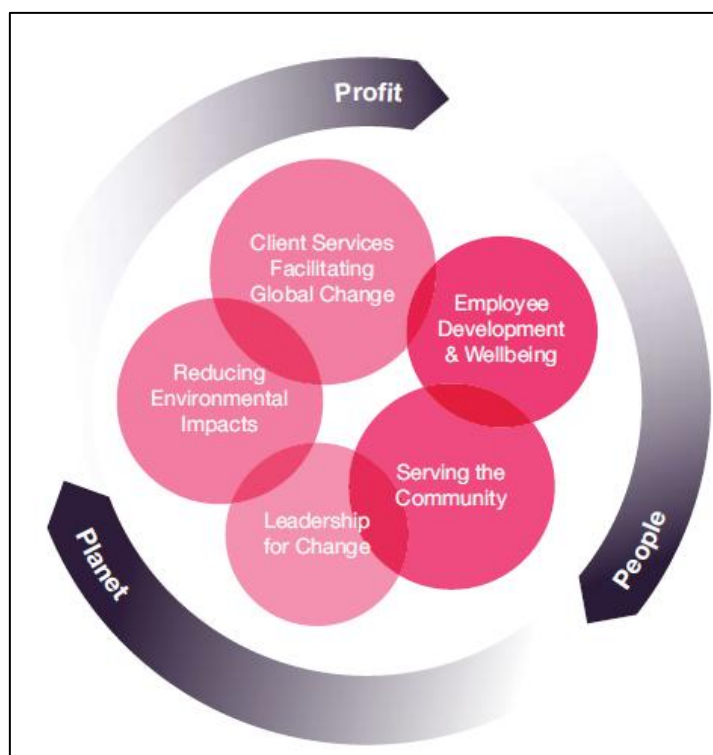 Profit
Client Services
Facilitating
Global Change
Employee
Development
& Wellbeing
Reducing
Environmental
Impacts
Serving the
Community
Leadership
for Change
People
Planet